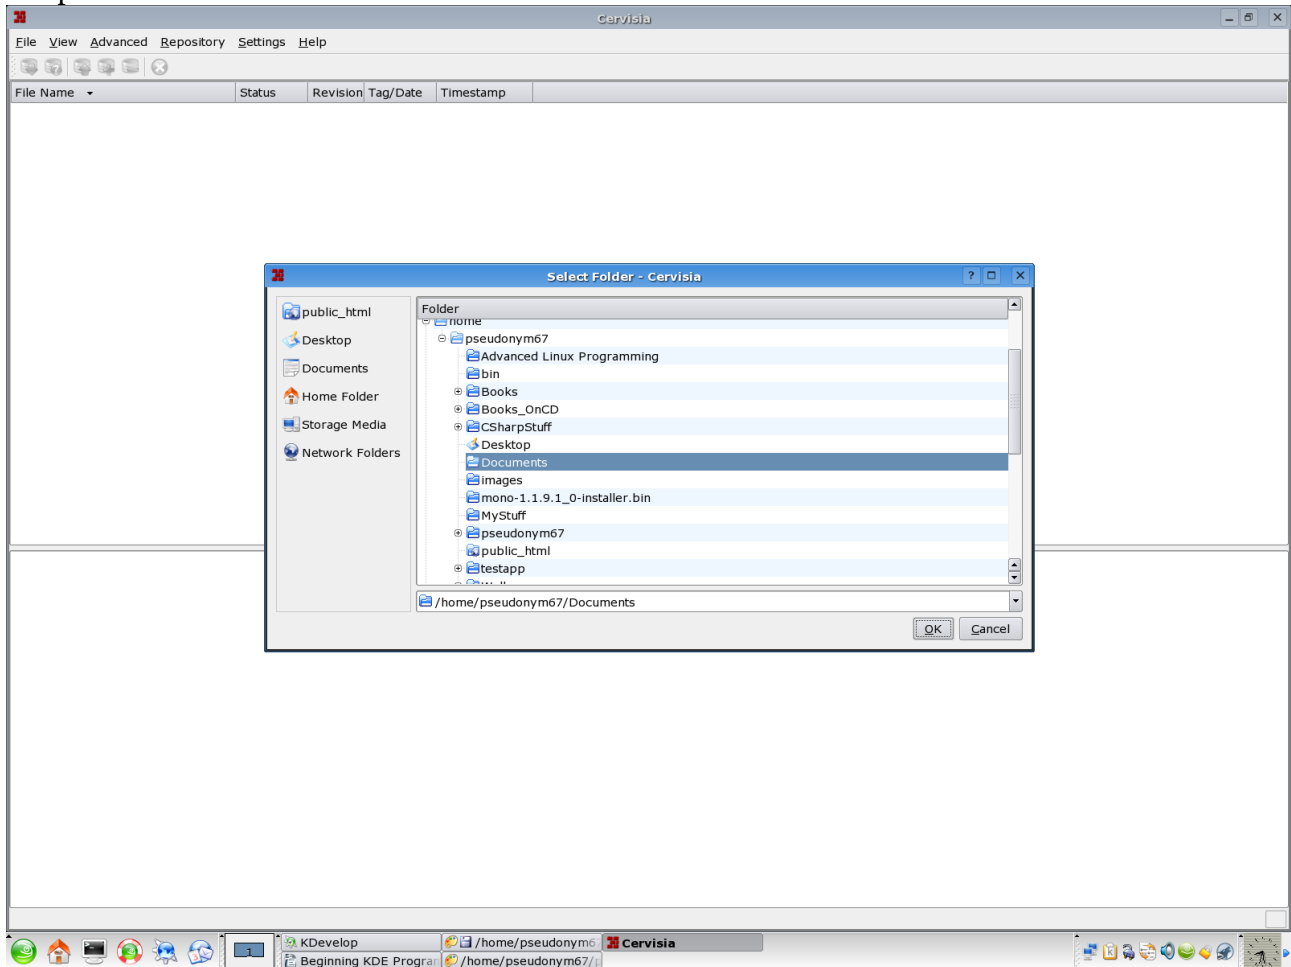 Cervisia
File View Advanced Repository Settings Help
File Name Status Revision Tag/Date Timestamp
Select Folder - Cervisia
public_html
Desktop
Documents
Home Folder
Storage Media
Network Folders
Folder
home
pseudonym67
Advanced Linux Programming
bin
Books
Books_OnCD
CSharpStuff
Desktop
Documents
images
mono-1.1.9.1_0-installer.bin
MyStuff
pseudonym67
public_html
testapp
/home/pseudonym67/Documents
OK Cancel
1
KDevelop /home/pseudonym6 Cervisia
Beginning KDE Progra /home/pseudonym67/p